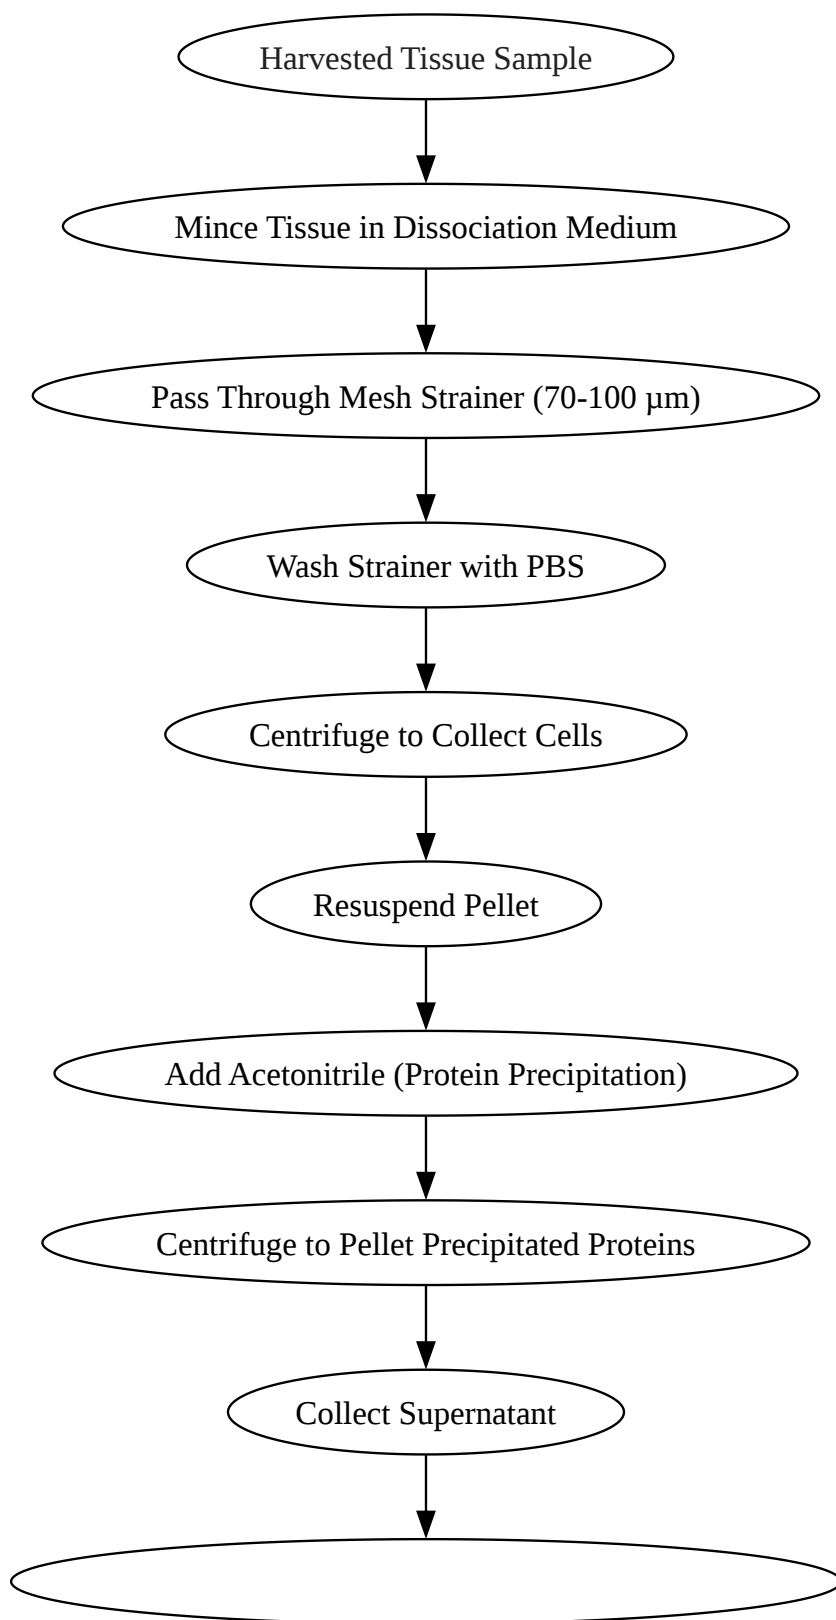 Harvested Tissue Sample
Mince Tissue in Dissociation Medium
Pass Through Mesh Strainer (70-100 µm)
Wash Strainer with PBS
Centrifuge to Collect Cells
Resuspend Pellet
Add Acetonitrile (Protein Precipitation)
Centrifuge to Pellet Precipitated Proteins
Collect Supernatant